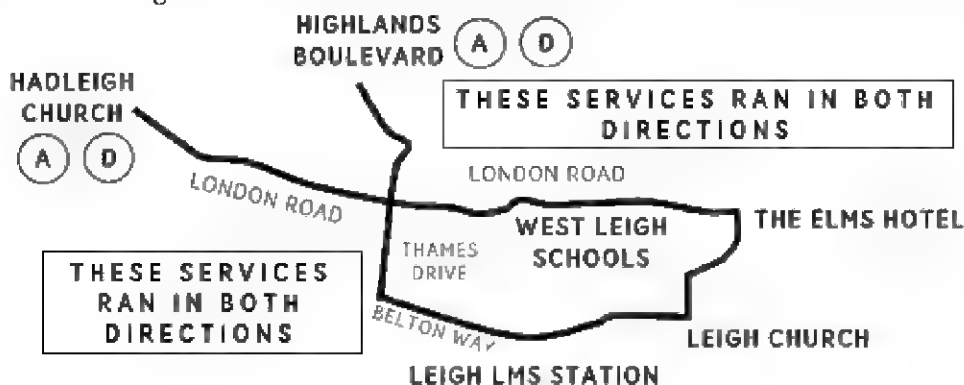 HIGHLANDS
BOULEVARD
A D
HADLEIGH
CHURCH
A D
THESE SERVICES RAN IN BOTH
DIRECTIONS
LONDON ROAD
LONDON ROAD
WEST LEIGH
SCHOOLS
THE ELMS HOTEL
THAMES
DRIVE
THESE SERVICES
RAN IN BOTH
DIRECTIONS
BELTON WAY
LEIGH CHURCH
LEIGH LMS STATION